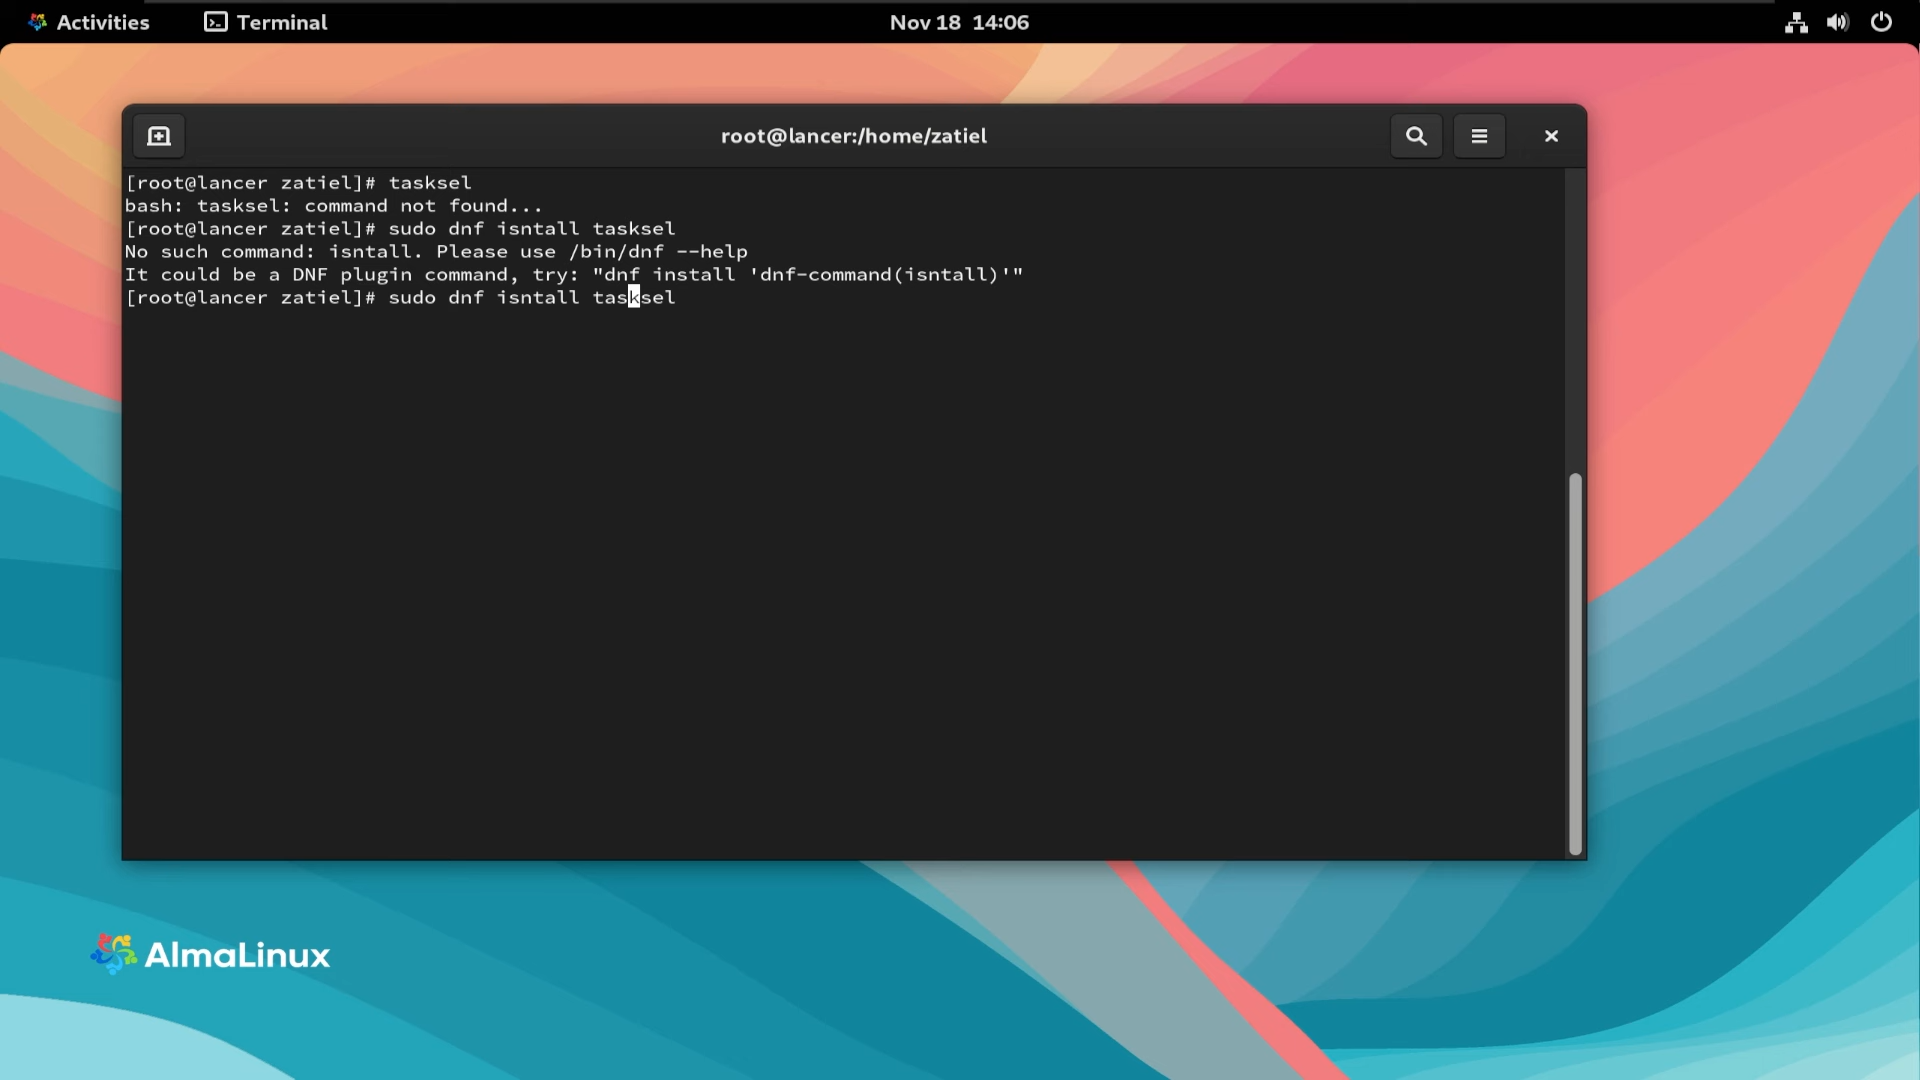 Activities Terminal Nov 18 14:06
root@lancer:/home/zatiel
[root@lancer zatiel]# tasksel
bash: tasksel: command not found...
[root@lancer zatiel]# sudo dnf isntall tasksel
No such command: isntall. Please use /bin/dnf --help
It could be a DNF plugin command, try: "dnf install 'dnf-command(isntall)'"
[root@lancer zatiel]# sudo dnf isntall tasksel
AlmaLinux